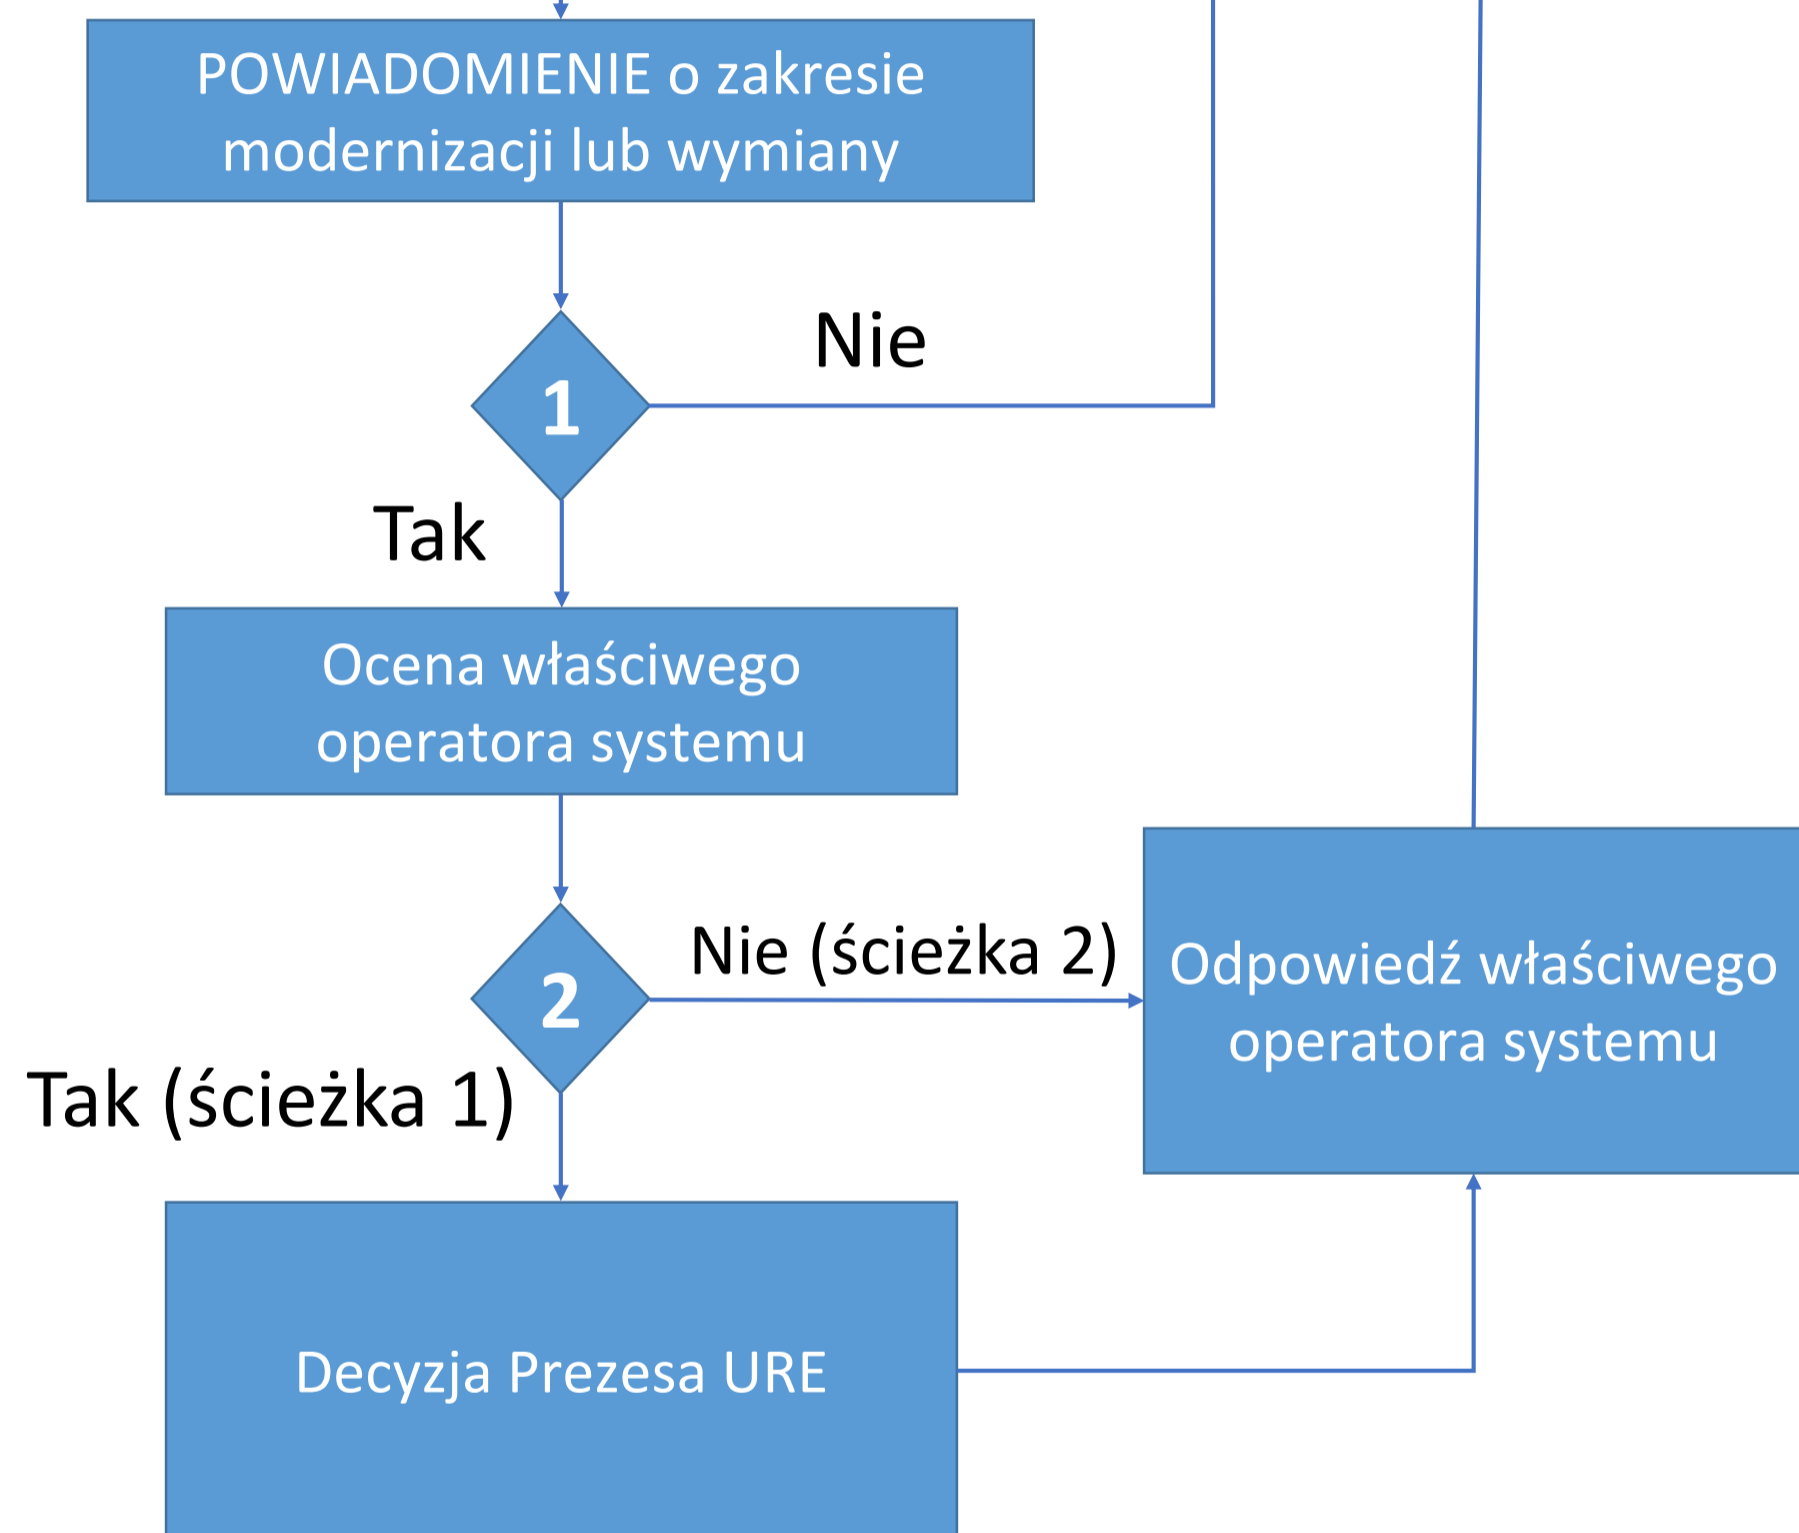 POWIADOMIENIE o zakresie
modernizacji lub wymiany
Nie
1
Tak
Ocena właściwego
operatora systemu
Nie (ścieżka 2)
2
Odpowiedź właściwego
operatora systemu
Tak (ścieżka 1)
Decyzja Prezesa URE